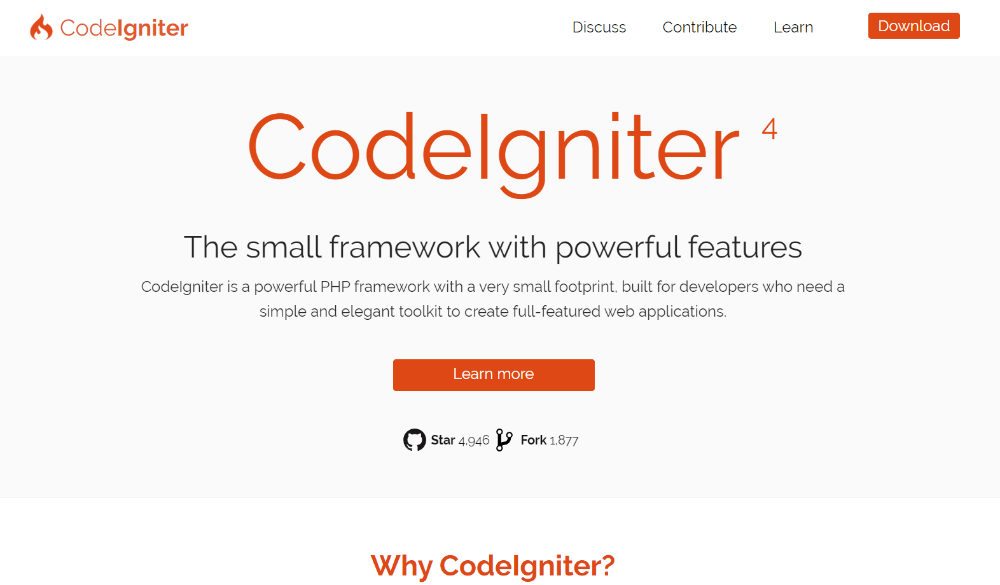 CodeIgniter
Discuss Contribute Learn Download
CodeIgniter 4
The small framework with powerful features
CodeIgniter is a powerful PHP framework with a very small footprint, built for developers who need a
simple and elegant toolkit to create full-featured web applications.
Learn more
Star 4,946 Fork 1,877
Why CodeIgniter?